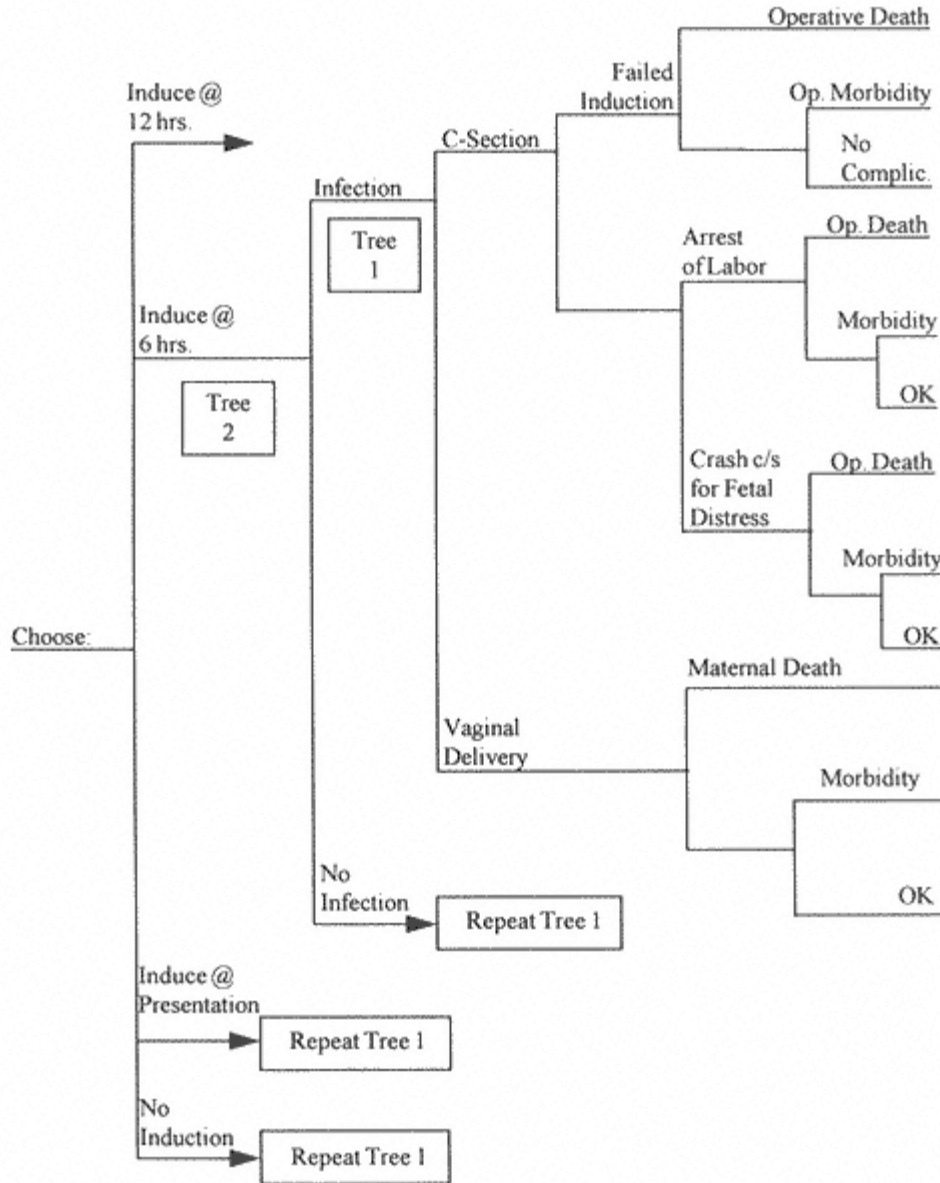 Operative Death
Failed
Induction
Op. Morbidity
No
Complic.
C-Section
Induce @
12 hrs.
Infection
Tree
1
Op. Death
Arrest
of Labor
Morbidity
OK
Induce @
6 hrs.
Tree
2
Crash c/s
for Fetal
Distress
Op. Death
Morbidity
OK
Choose:
Maternal Death
Vaginal
Delivery
Morbidity
OK
No
Infection
Repeat Tree 1
Induce @
Presentation
Repeat Tree 1
No
Induction
Repeat Tree 1